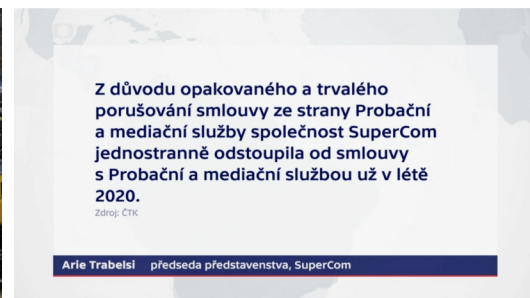 Z důvodu opakovaného a trvalého
porušování smlouvy ze strany Probační
a mediační služby společnost SuperCom
jednostranně odstoupila od smlouvy
s Probační a mediační službou už v létě
2020.
Zdroj: ČTK
Arie Trabelsi předseda představenstva, SuperCom